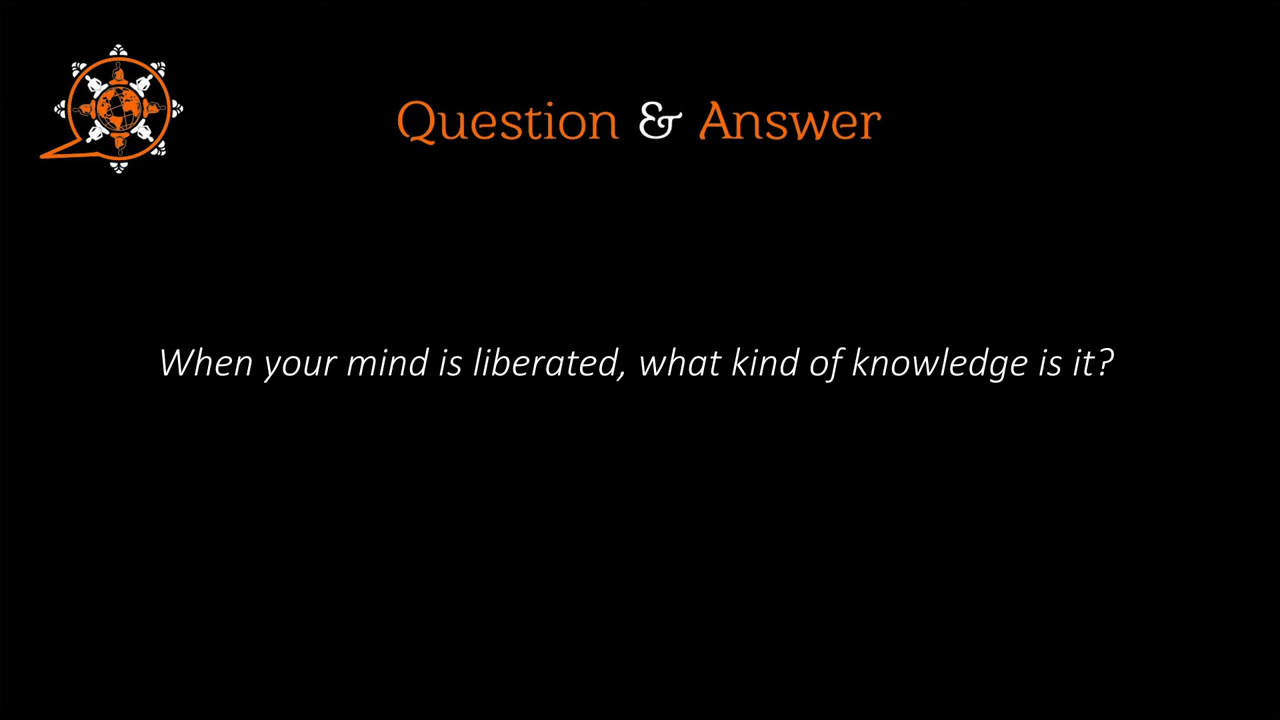 Question & Answer
When your mind is liberated, what kind of knowledge is it?